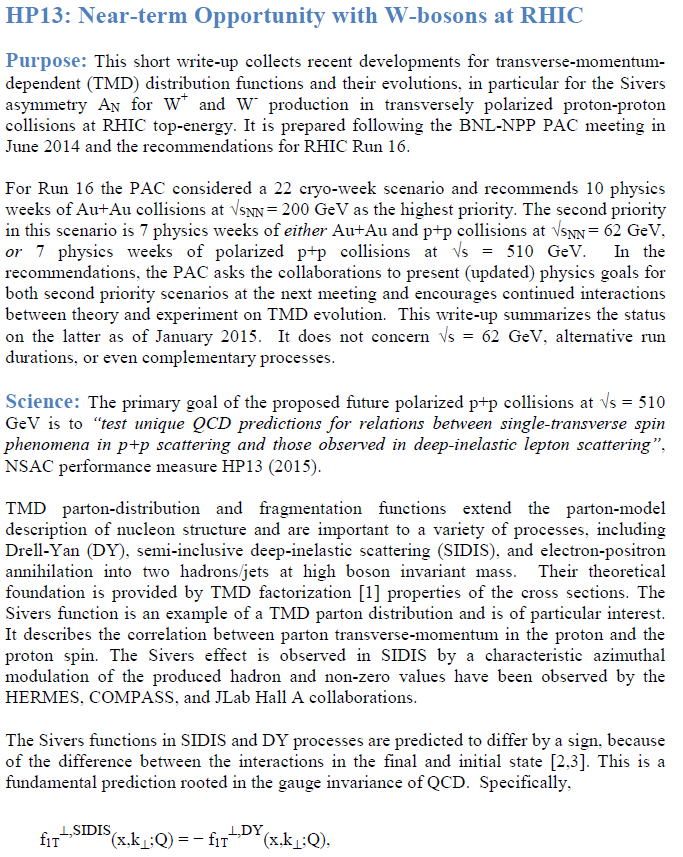 HP13: Near-term Opportunity with W-bosons at RHIC
Purpose: This short write-up collects recent developments for transverse-momentum-
dependent (TMD) distribution functions and their evolutions, in particular for the Sivers
asymmetry AN for W+ and W- production in transversely polarized proton-proton
collisions at RHIC top-energy. It is prepared following the BNL-NPP PAC meeting in
June 2014 and the recommendations for RHIC Run 16.
For Run 16 the PAC considered a 22 cryo-week scenario and recommends 10 physics
weeks of Au+Au collisions at √sNN = 200 GeV as the highest priority. The second priority
in this scenario is 7 physics weeks of either Au+Au and p+p collisions at √sNN = 62 GeV,
or 7 physics weeks of polarized p+p collisions at √s = 510 GeV. In the
recommendations, the PAC asks the collaborations to present (updated) physics goals for
both second priority scenarios at the next meeting and encourages continued interactions
between theory and experiment on TMD evolution. This write-up summarizes the status
on the latter as of January 2015. It does not concern √s = 62 GeV, alternative run
durations, or even complementary processes.
Science: The primary goal of the proposed future polarized p+p collisions at √s = 510
GeV is to “test unique QCD predictions for relations between single-transverse spin
phenomena in p+p scattering and those observed in deep-inelastic lepton scattering”,
NSAC performance measure HP13 (2015).
TMD parton-distribution and fragmentation functions extend the parton-model
description of nucleon structure and are important to a variety of processes, including
Drell-Yan (DY), semi-inclusive deep-inelastic scattering (SIDIS), and electron-positron
annihilation into two hadrons/jets at high boson invariant mass. Their theoretical
foundation is provided by TMD factorization [1] properties of the cross sections. The
Sivers function is an example of a TMD parton distribution and is of particular interest.
It describes the correlation between parton transverse-momentum in the proton and the
proton spin. The Sivers effect is observed in SIDIS by a characteristic azimuthal
modulation of the produced hadron and non-zero values have been observed by the
HERMES, COMPASS, and JLab Hall A collaborations.
The Sivers functions in SIDIS and DY processes are predicted to differ by a sign, because
of the difference between the interactions in the final and initial state [2,3]. This is a
fundamental prediction rooted in the gauge invariance of QCD. Specifically,
f1T⊥,SIDIS(x,k⊥;Q) = − f1T⊥,DY(x,k⊥;Q),